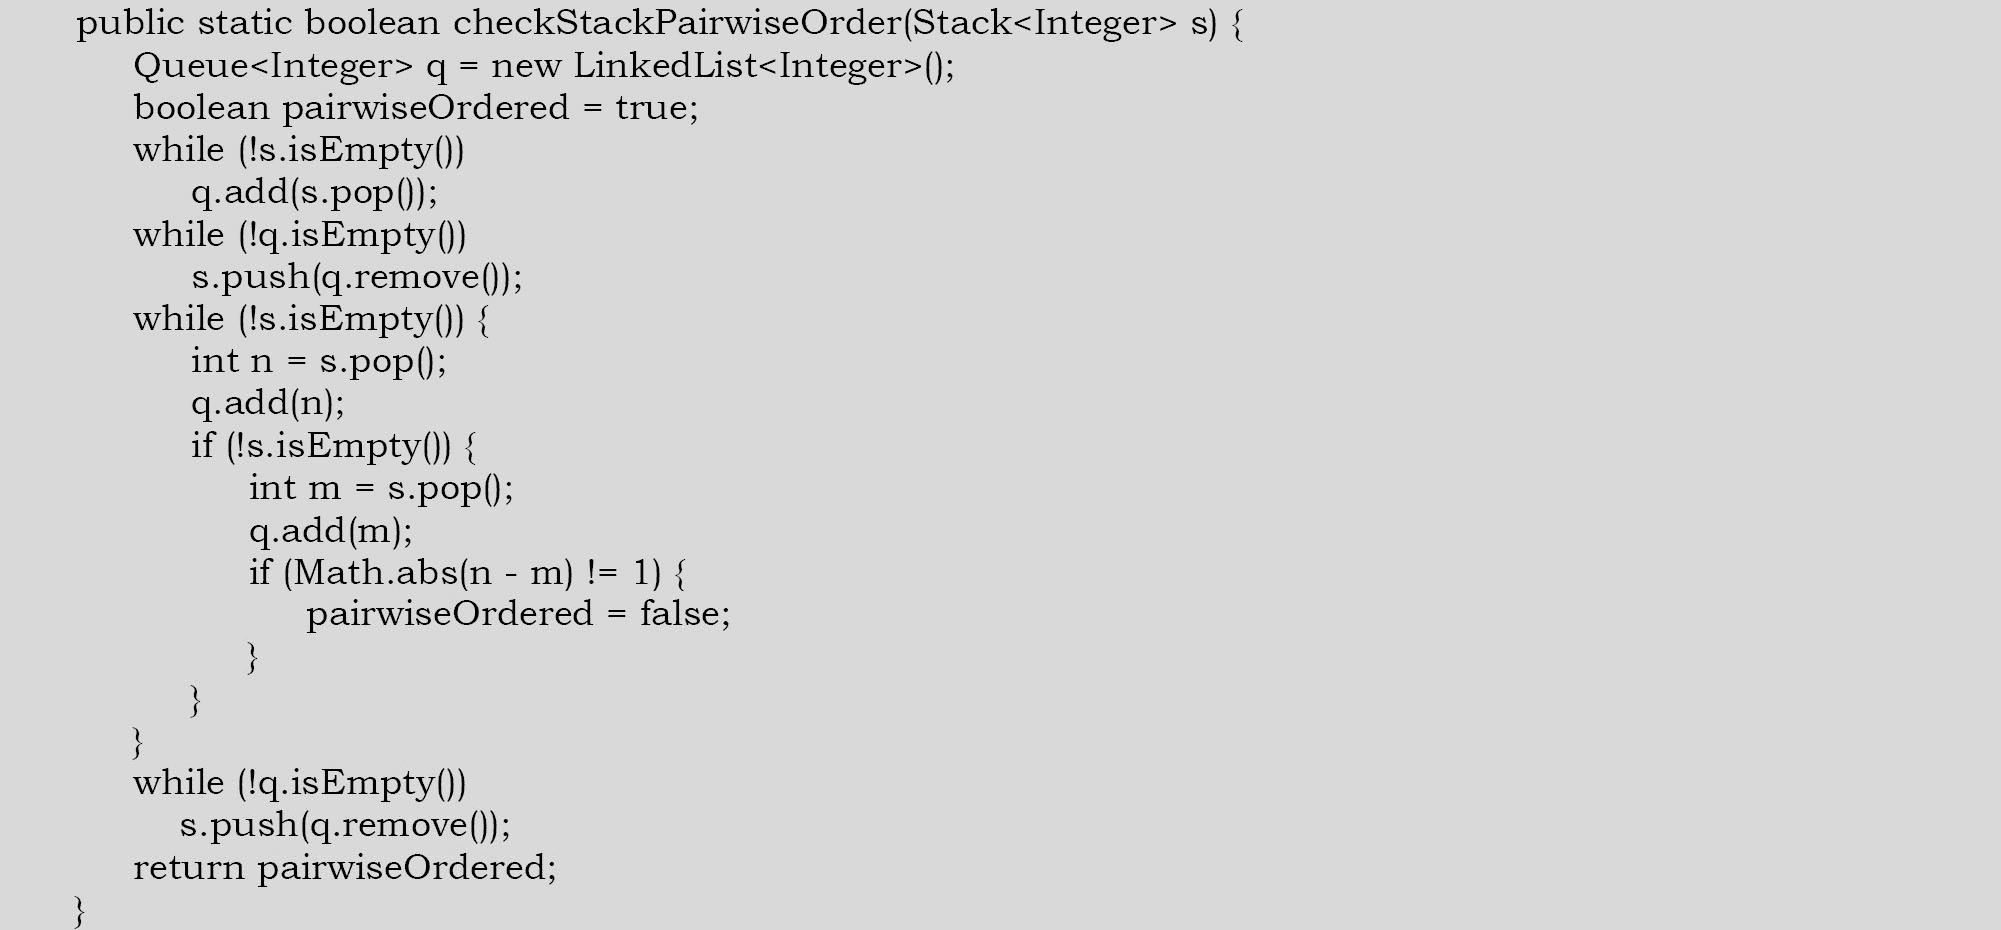 public static boolean checkStackPairwiseOrder(Stack<Integer> s) {
Queue<Integer> q = new LinkedList<Integer>();
boolean pairwiseOrdered = true;
while (!s.isEmpty())
q.add(s.pop());
while (!q.isEmpty())
s.push(q.remove());
while (!s.isEmpty()) {
int n = s.pop();
q.add(n);
if (!s.isEmpty()) {
int m = s.pop();
q.add(m);
if (Math.abs(n - m) != 1) {
pairwiseOrdered = false;
}
}
}
while (!q.isEmpty())
s.push(q.remove());
return pairwiseOrdered;
}